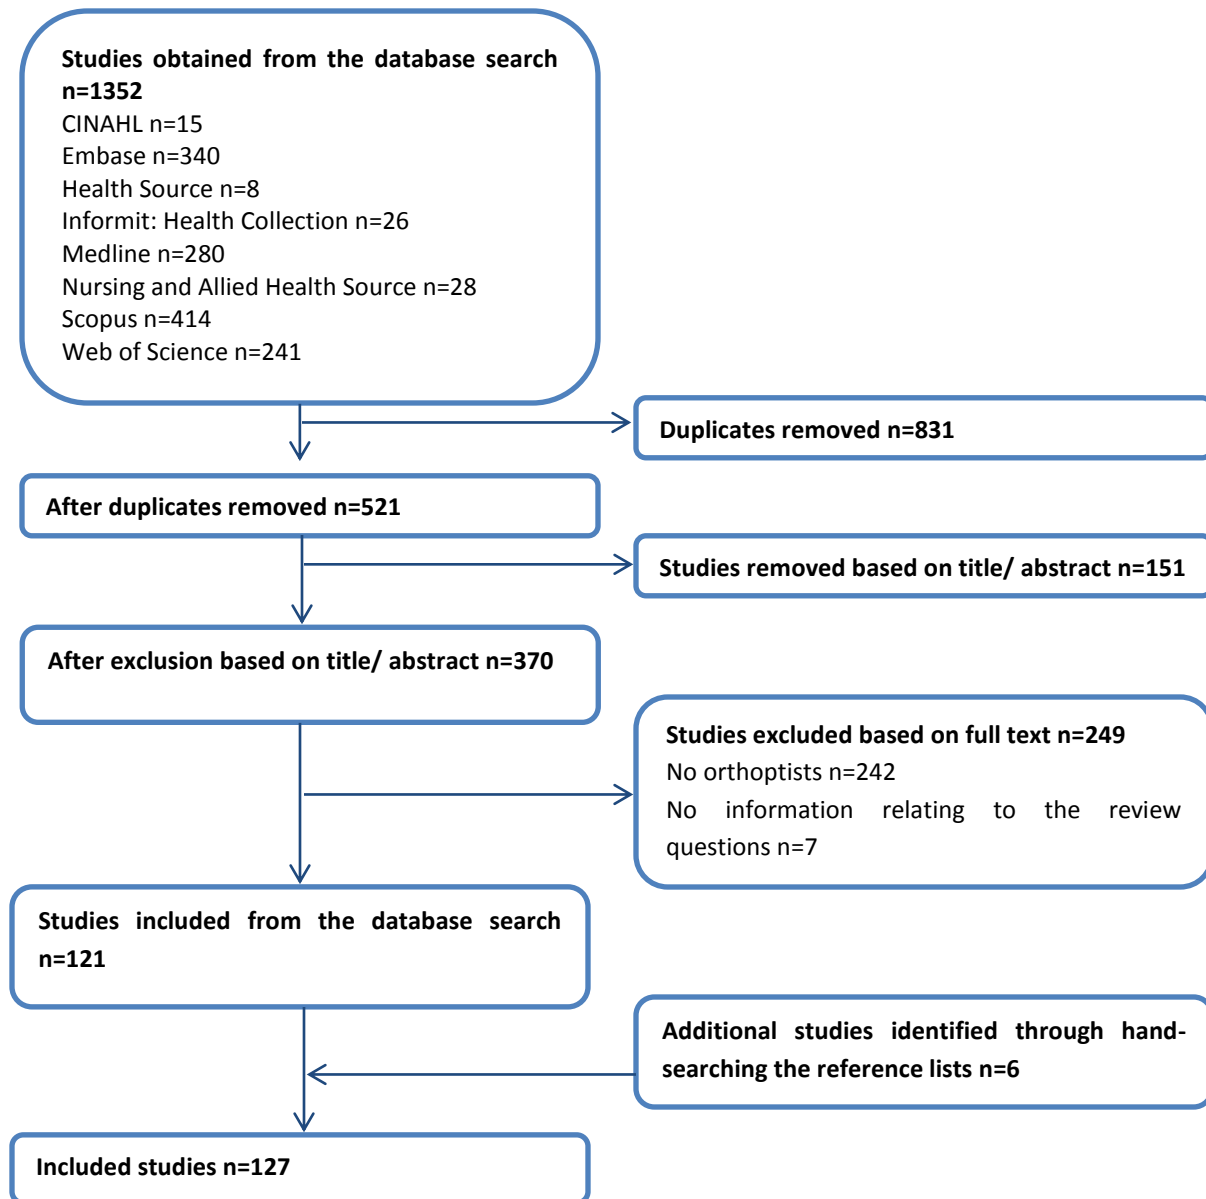 Studies obtained from the database search
n=1352
CINAHL n=15
Embase n=340
Health Source n=8
Informit: Health Collection n=26
Medline n=280
Nursing and Allied Health Source n=28
Scopus n=414
Web of Science n=241
Duplicates removed n=831
After duplicates removed n=521
Studies removed based on title/ abstract n=151
After exclusion based on title/ abstract n=370
Studies excluded based on full text n=249
No orthoptists n=242
No information relating to the review
questions n=7
Studies included from the database search
n=121
Additional studies identified through hand-
searching the reference lists n=6
Included studies n=127